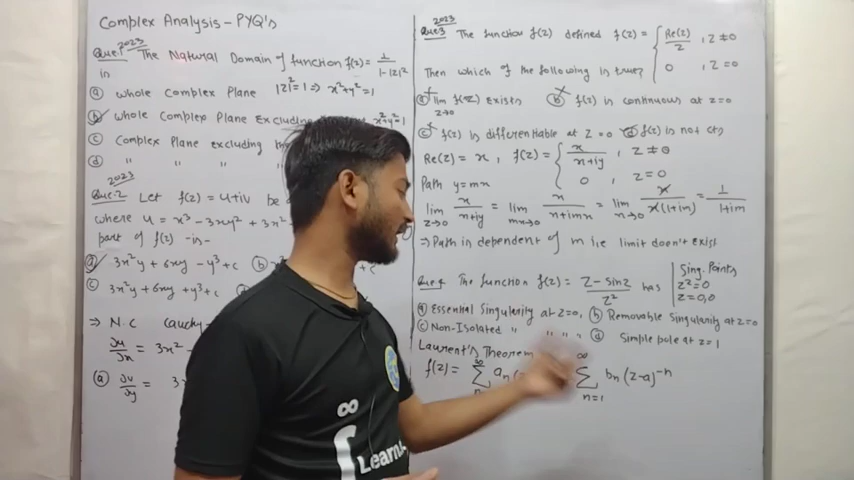 Complex Analysis - PYQ's
Que:1 2023 The Natural Domain of function f(z) = 1/(1-|z|²)
is
(a) whole Complex Plane |z|²=1 => x²+y²=1
(b) whole Complex Plane Excluding x²+y²=1
(c) Complex Plane excluding
(d) " " "
2023
Que:2 Let f(z) = u+iv be
where u = x³-3xy²+3x²
part of f(z) -is-
(a) 3x²y + 6xy - y³+c (b)
(c) 3x²y + 6xy + y³+c
=> N.C Cauchy-
∂u/∂x = 3x²
(a) ∂v/∂y =
2023
Que:3 The function f(z) defined f(z) = { Re(z)/z , z≠0
0 , z=0
Then which of the following is true?
(a) lim z→0 f(z) Exists (b) f(z) is continuous at z=0
(c) f(z) is differentiable at z=0 (d) f(z) is not cts
Re(z) = x, f(z) = { x/(x+iy) , z≠0
0 , z=0
Path y=mx
lim z→0 x/(x+iy) = lim mx→0 x/(x+imx) = lim x→0 x/x(1+im) = 1/(1+im)
=> Path is dependent of m i.e limit doen't Exist
Que 4 The function f(z) = (z-sinz)/z² has
Sing. Points
z²=0
z=0,0
(a) Essential Singularity at z=0, (b) Removable Singularity at z=0
(c) Non-Isolated " " " " (d) Simple pole at z=1
Laurent's Theorem
f(z) = ∞ Σ n aₙ ∞ Σ n=1 bₙ (z-a)⁻ⁿ
∞
Learn